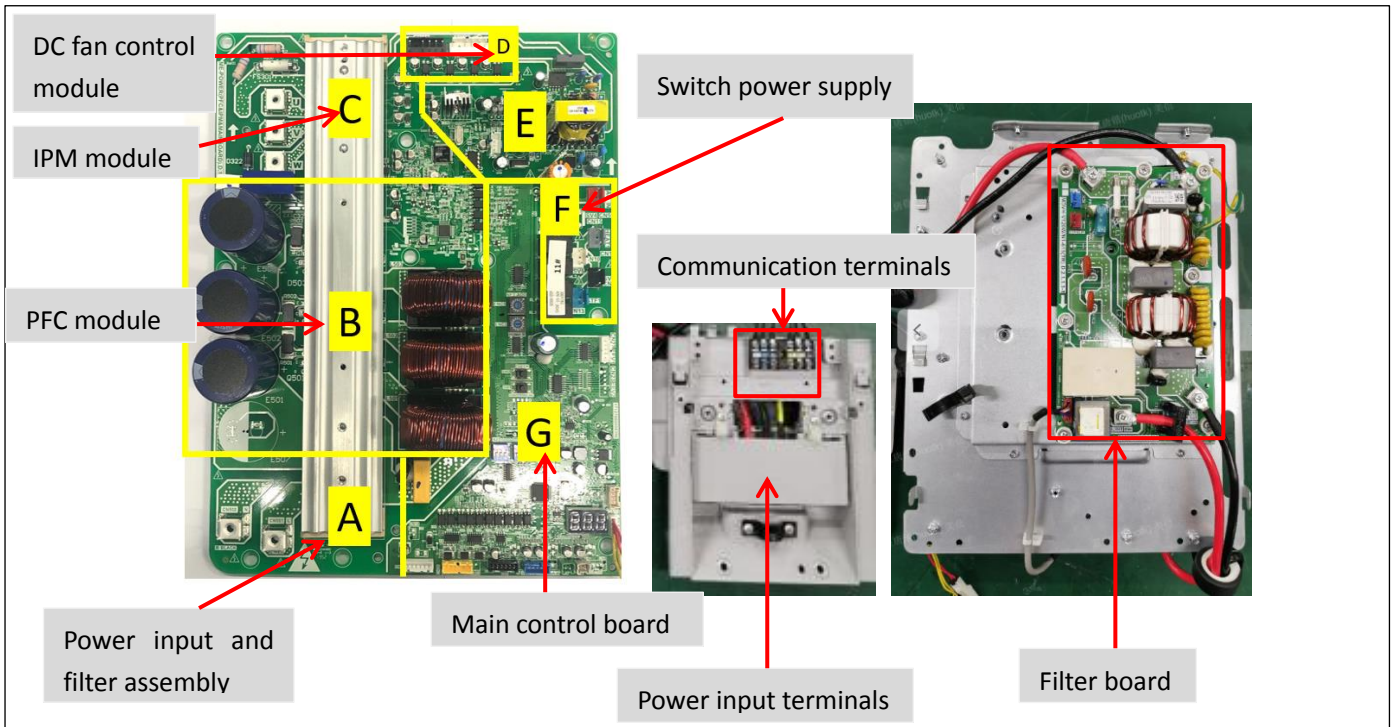 DC fan control
module
IPM module
PFC module
Power input and
filter assembly
D
C
E
F
B
G
A
11#
Switch power supply
Communication terminals
Main control board
Power input terminals
Filter board